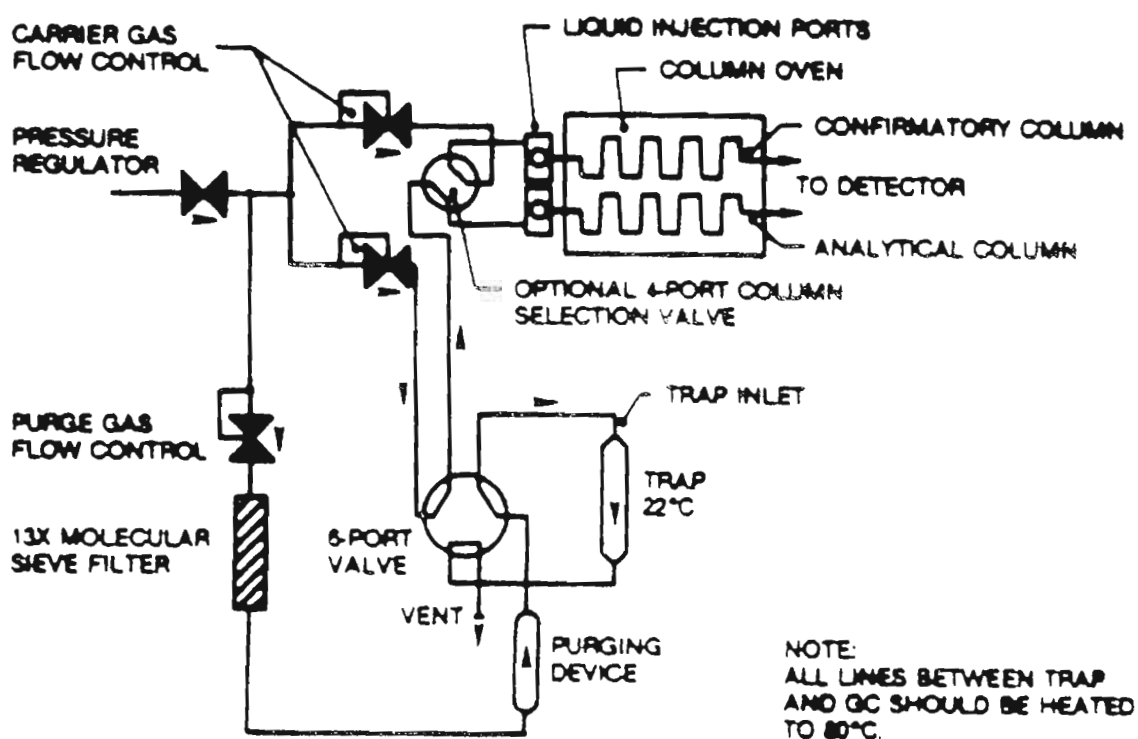 CARRIER GAS
FLOW CONTROL
LIQUID INJECTION PORTS
COLUMN OVEN
PRESSURE
REGULATOR
CONFIRMATORY COLUMN
TO DETECTOR
ANALYTICAL COLUMN
OPTIONAL 4-PORT COLUMN
SELECTION VALVE
PURGE GAS
FLOW CONTROL
TRAP INLET
TRAP
22°C
13X MOLECULAR
SIEVE FILTER
6-PORT
VALVE
VENT
PURGING
DEVICE
NOTE:
ALL LINES BETWEEN TRAP
AND GC SHOULD BE HEATED
TO 80°C.